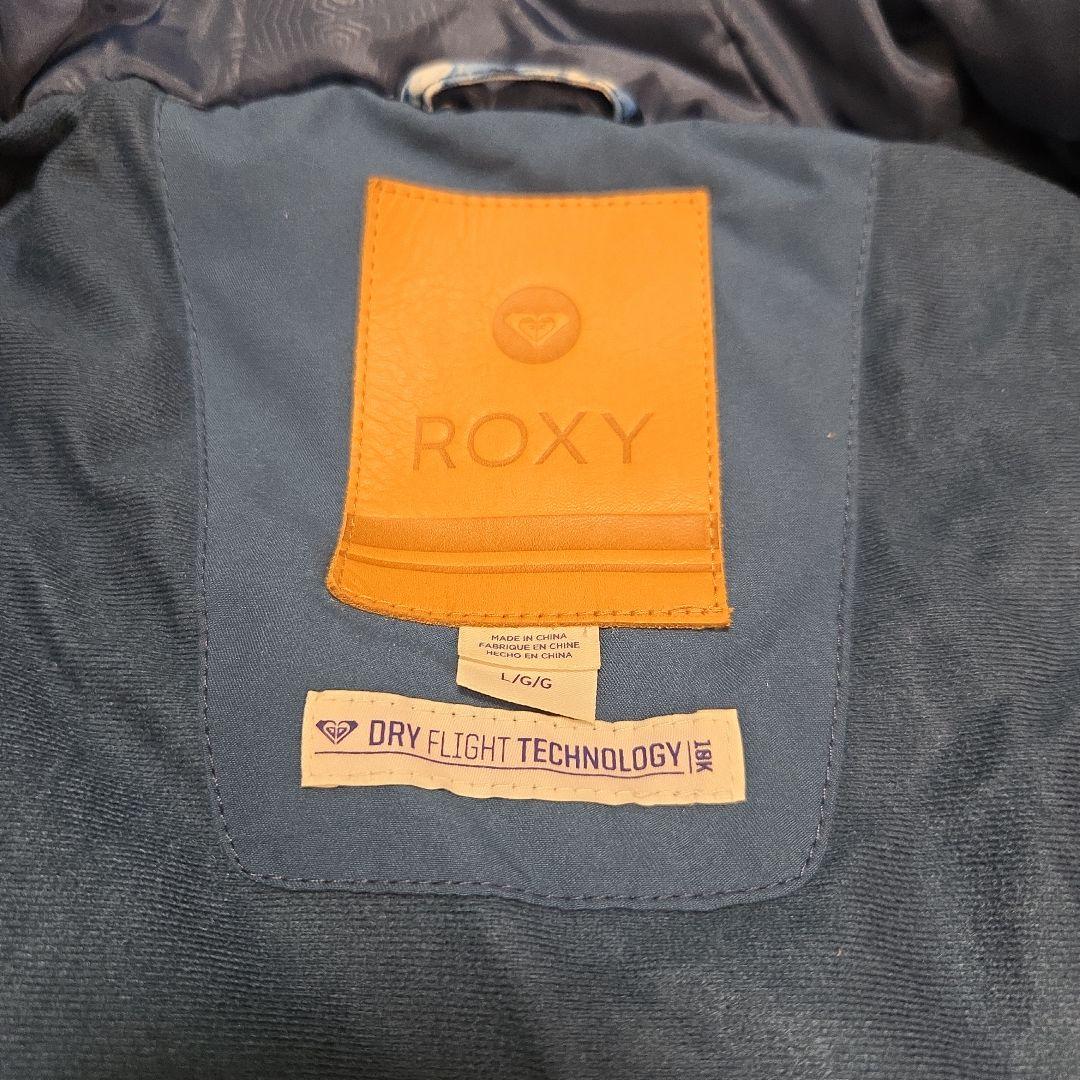 ROXY
MADE IN CHINA
FABRIQUE EN CHINE
HECHO EN CHINA
L/G/G
DRY FLIGHT TECHNOLOGY 10K